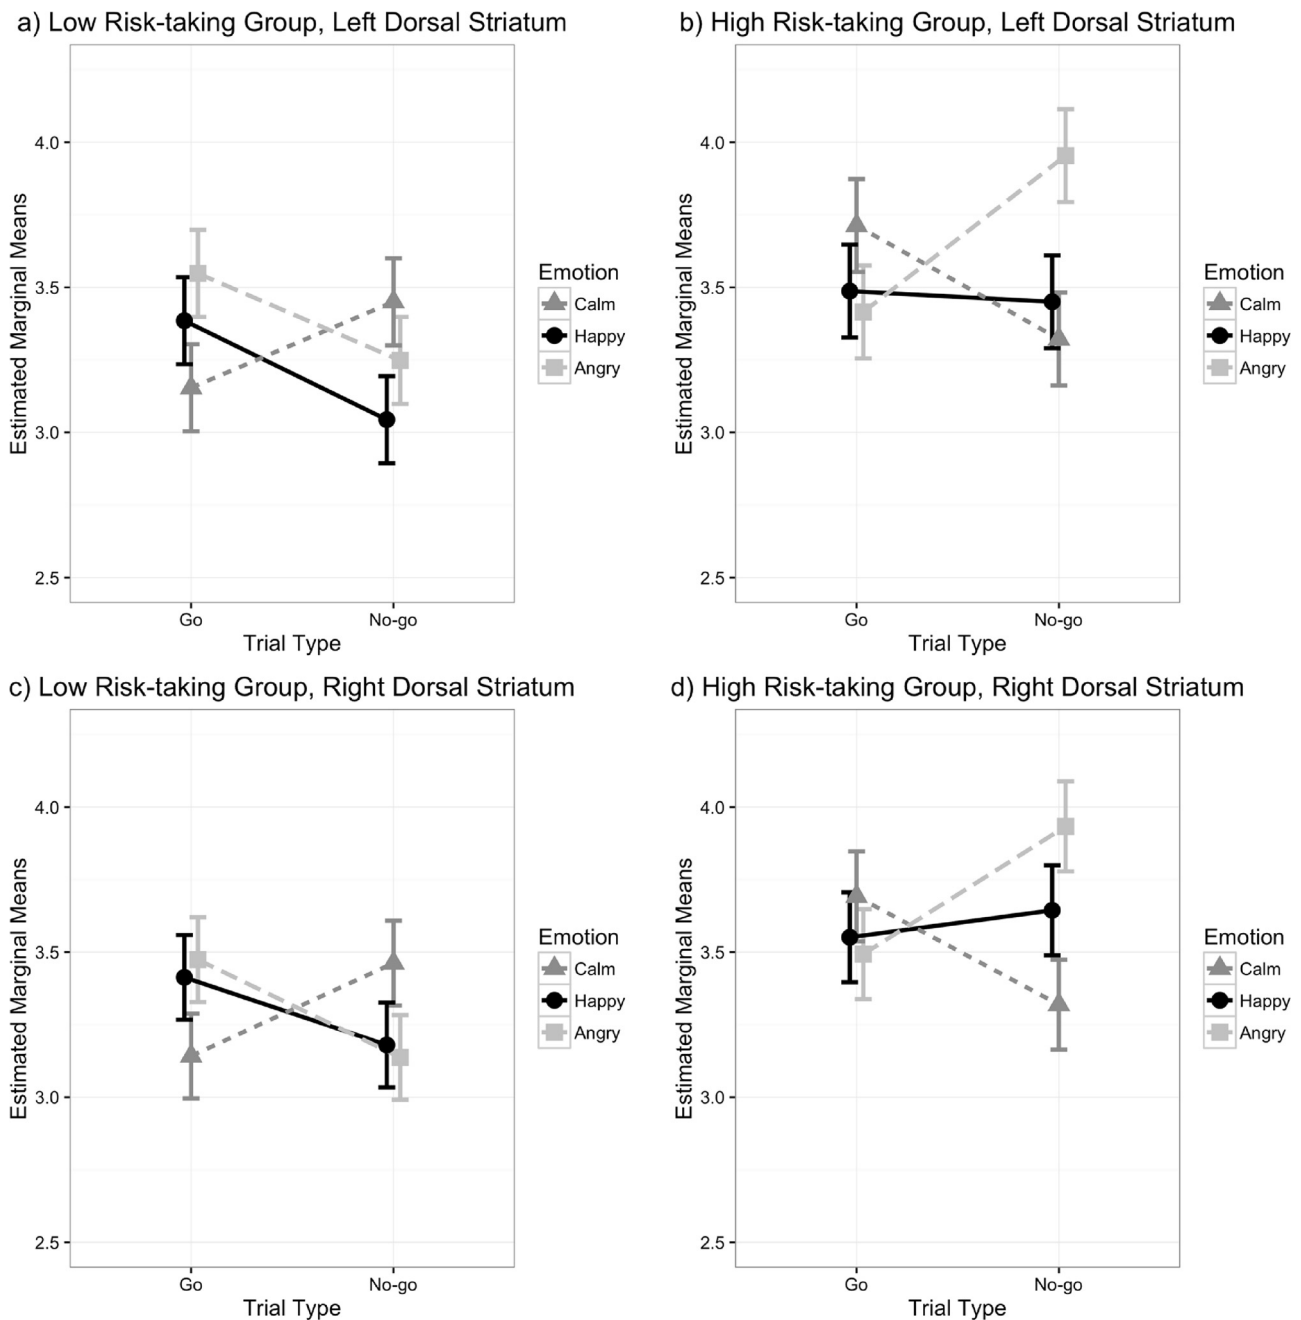 a) Low Risk-taking Group, Left Dorsal Striatum
Estimated Marginal Means
4.0
3.5
3.0
2.5
Go
No-go
Trial Type
Emotion
Calm
Happy
Angry
b) High Risk-taking Group, Left Dorsal Striatum
Estimated Marginal Means
4.0
3.5
3.0
2.5
Go
No-go
Trial Type
Emotion
Calm
Happy
Angry
c) Low Risk-taking Group, Right Dorsal Striatum
Estimated Marginal Means
4.0
3.5
3.0
2.5
Go
No-go
Trial Type
Emotion
Calm
Happy
Angry
d) High Risk-taking Group, Right Dorsal Striatum
Estimated Marginal Means
4.0
3.5
3.0
2.5
Go
No-go
Trial Type
Emotion
Calm
Happy
Angry